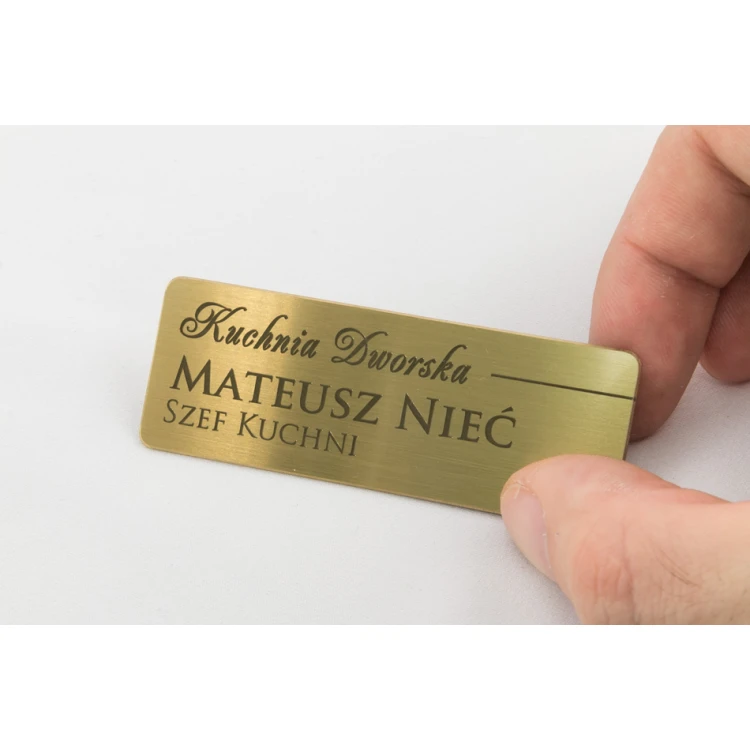 Kuchnia Dworska
Mateusz Nieć
Szef Kuchni